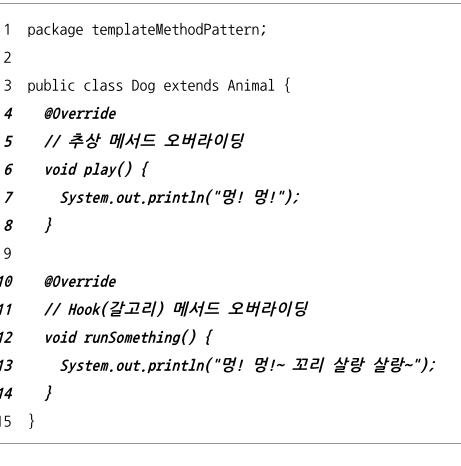 1 package templateMethodPattern;
2
3 public class Dog extends Animal {
4 @Override
5 // 추상 메서드 오버라이딩
6 void play() {
7 System.out.println("멍! 멍!");
8 }
9
10 @Override
11 // Hook(갈고리) 메서드 오버라이딩
12 void runSomething() {
13 System.out.println("멍! 멍!~ 꼬리 살랑 살랑~");
14 }
15 }